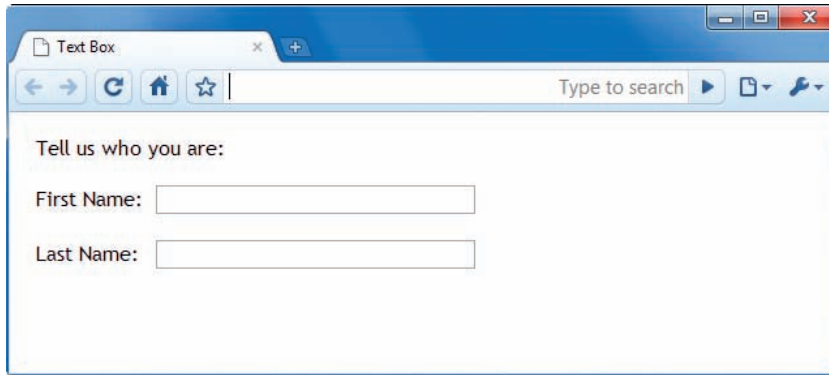 Text Box
Type to search
Tell us who you are:
First Name:
Last Name: